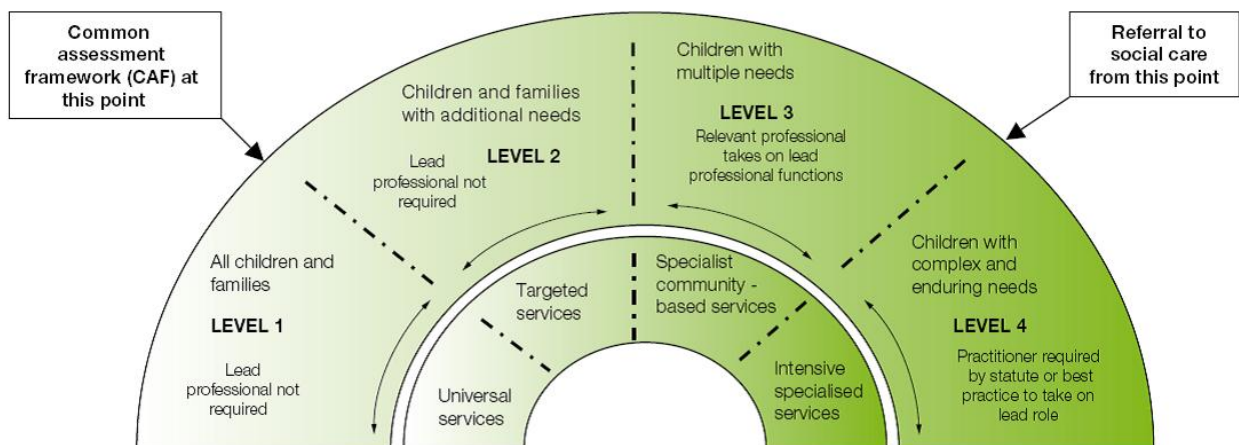 Common
assessment
framework (CAF) at
this point
Referral to
social care
from this point
All children and
families
LEVEL 1
Lead
professional not
required
Children and families
with additional needs
LEVEL 2
Lead
professional not
required
Children with
multiple needs
LEVEL 3
Relevant professional
takes on lead
professional functions
Children with
complex and
enduring needs
LEVEL 4
Practitioner required
by statute or best
practice to take on
lead role
Universal
services
Targeted
services
Specialist
community -
based services
Intensive
specialised
services